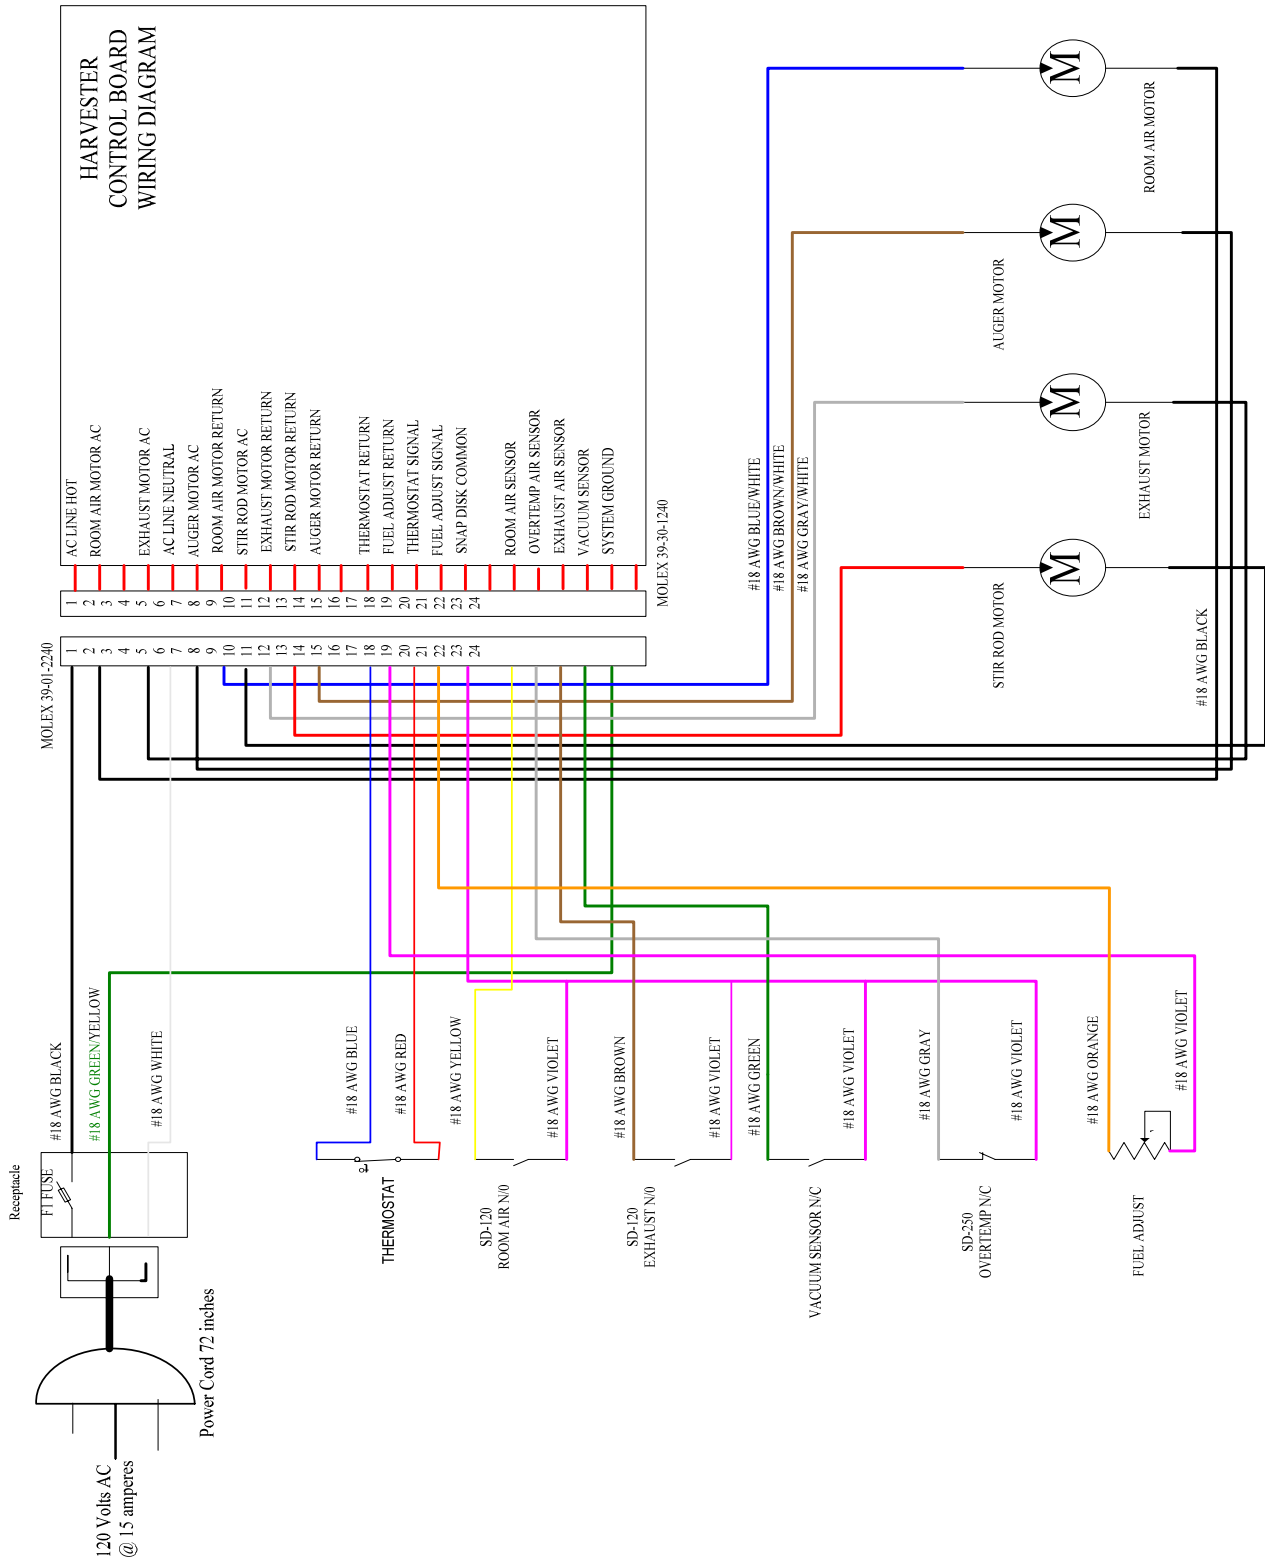 HARVESTER
CONTROL BOARD
WIRING DIAGRAM
AC LINE HOT
ROOM AIR MOTOR AC
EXHAUST MOTOR AC
AC LINE NEUTRAL
AUGER MOTOR AC
ROOM AIR MOTOR RETURN
STIR ROD MOTOR AC
EXHAUST MOTOR RETURN
STIR ROD MOTOR RETURN
AUGER MOTOR RETURN
THERMOSTAT RETURN
FUEL ADJUST RETURN
THERMOSTAT SIGNAL
FUEL ADJUST SIGNAL
SNAP DISK COMMON
ROOM AIR SENSOR
OVERTEMP AIR SENSOR
EXHAUST AIR SENSOR
VACUUM SENSOR
SYSTEM GROUND
1 2 3 4 5 6 7 8 9 10 11 12 13 14 15 16 17 18 19 20 21 22 23 24
MOLEX 39-30-1240
MOLEX 39-01-2240
1 2 3 4 5 6 7 8 9 10 11 12 13 14 15 16 17 18 19 20 21 22 23 24
#18 AWG BLUE/WHITE
#18 AWG BROWN/WHITE
#18 AWG GRAY/WHITE
M
ROOM AIR MOTOR
M
AUGER MOTOR
M
EXHAUST MOTOR
M
STIR ROD MOTOR
#18 AWG BLACK
#18 AWG BLACK
#18 AWG GREEN/YELLOW
#18 AWG WHITE
#18 AWG BLUE
#18 AWG RED
#18 AWG YELLOW
#18 AWG VIOLET
#18 AWG BROWN
#18 AWG VIOLET
#18 AWG GREEN
#18 AWG VIOLET
#18 AWG GRAY
#18 AWG VIOLET
#18 AWG ORANGE
#18 AWG VIOLET
Receptacle
F1 FUSE
t°
THERMOSTAT
SD-120
ROOM AIR N/0
SD-120
EXHAUST N/0
VACUUM SENSOR N/C
SD-250
OVERTEMP N/C
FUEL ADJUST
Power Cord 72 inches
120 Volts AC
@ 15 amperes